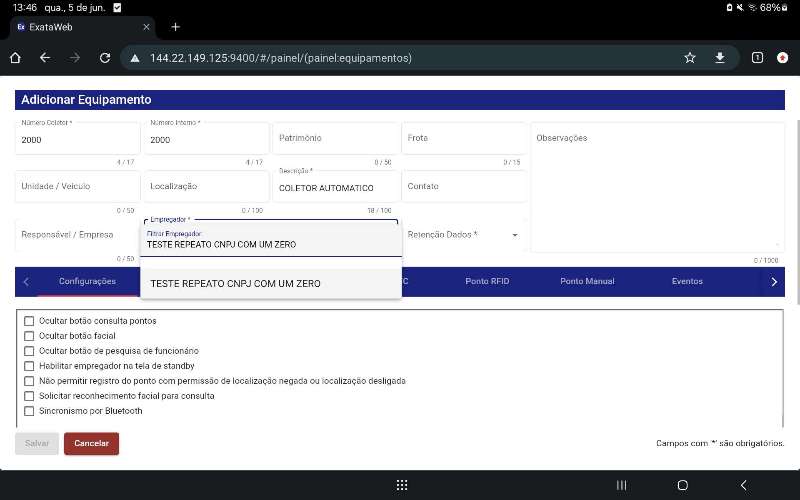 13:46 qua., 5 de jun.
68%
ExataWeb
144.22.149.125:9400/#/painel/(painel:equipamentos)
1
Adicionar Equipamento
Número Coletor *
2000
4 / 17
Número Interno *
2000
4 / 17
Patrimônio
0 / 50
Frota
0 / 15
Observações
0 / 1000
Unidade / Veículo
0 / 50
Localização
0 / 100
Descrição *
COLETOR AUTOMATICO
18 / 100
Contato
Responsável / Empresa
0 / 50
Empregador *
Filtrar Empregador:
TESTE REPEATO CNPJ COM UM ZERO
TESTE REPEATO CNPJ COM UM ZERO
Retenção Dados *
Configurações
C
Ponto RFID
Ponto Manual
Eventos
Ocultar botão consulta pontos
Ocultar botão facial
Ocultar botão de pesquisa de funcionário
Habilitar empregador na tela de standby
Não permitir registro do ponto com permissão de localização negada ou localização desligada
Solicitar reconhecimento facial para consulta
Sincronismo por Bluetooth
Salvar
Cancelar
Campos com '*' são obrigatórios.